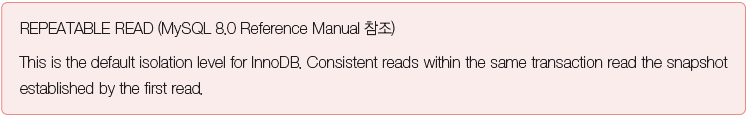 REPEATABLE READ (MySQL 8.0 Reference Manual 참조)
This is the default isolation level for InnoDB. Consistent reads within the same transaction read the snapshot
established by the first read.